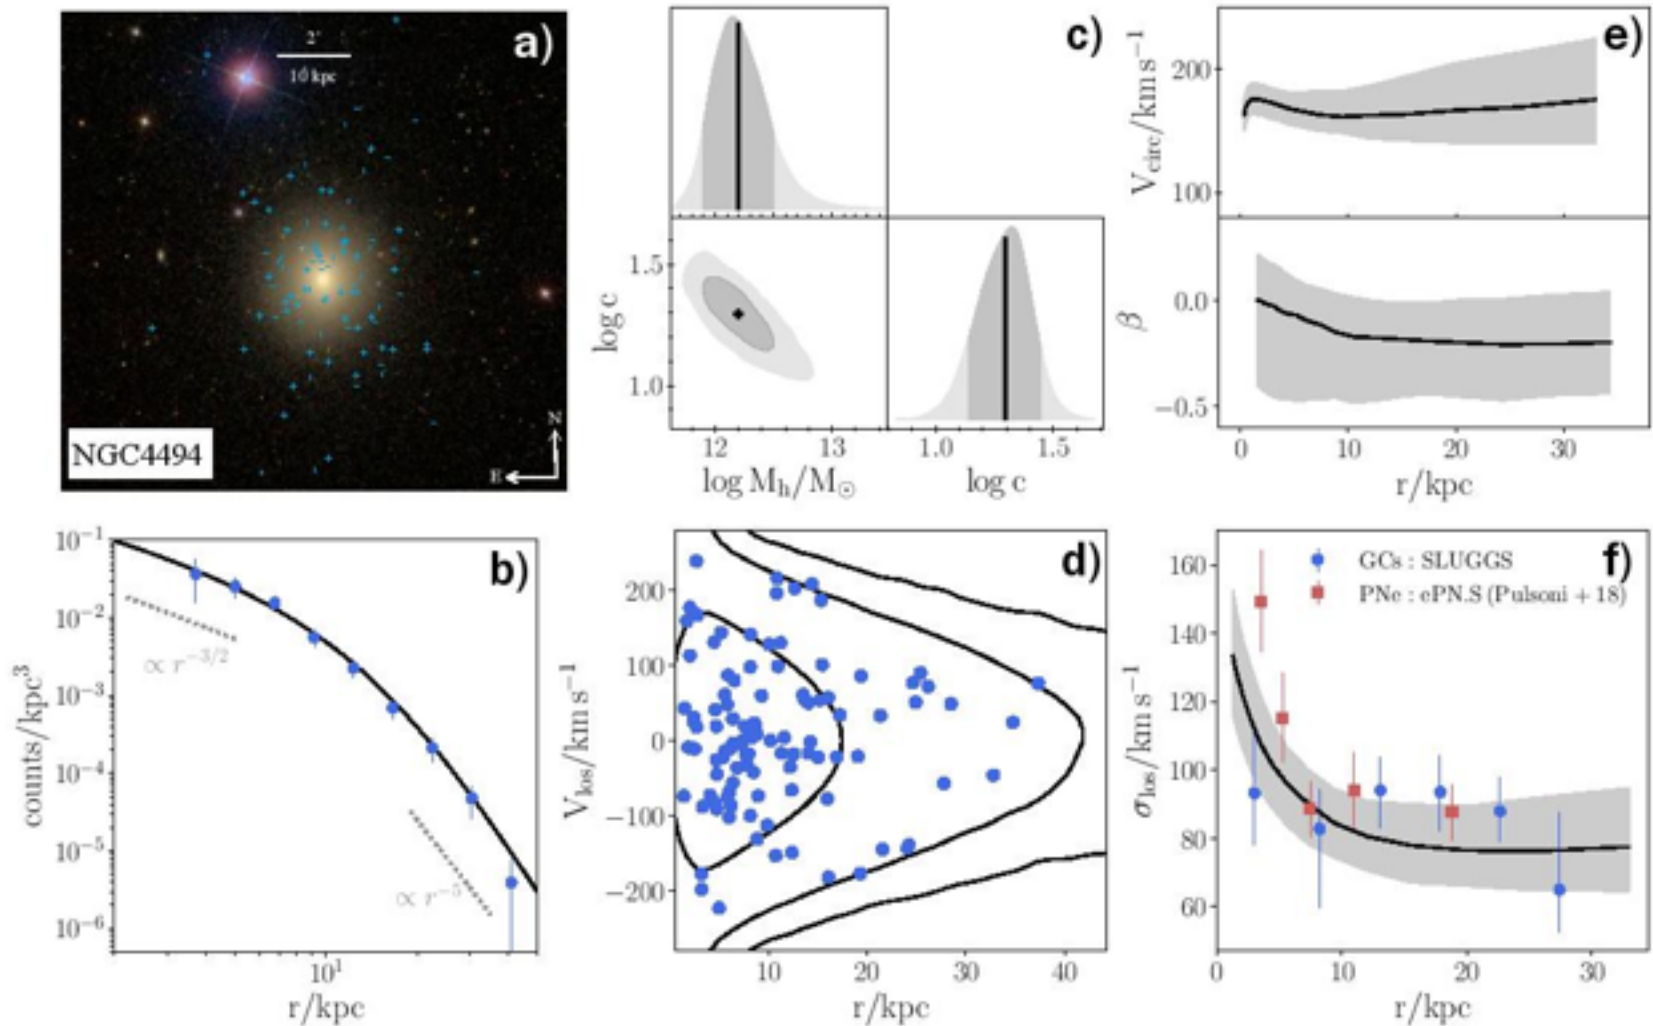 a)
2'
10 kpc
NGC4494
N
E
c)
log c
1.5
1.0
12
13
log M_h/M_⊙
1.0
1.5
log c
e)
V_circ/km s^−1
200
100
β
0.0
−0.5
0
10
20
30
r/kpc
b)
counts/kpc^3
10^−1
10^−2
10^−3
10^−4
10^−5
10^−6
∝ r^−3/2
∝ r^−5
10^1
r/kpc
d)
V_los/km s^−1
200
100
0
−100
−200
10
20
30
40
r/kpc
f)
GCs : SLUGGS
PNe : ePN.S (Pulsoni + 18)
σ_los/km s^−1
160
140
120
100
80
60
0
10
20
30
r/kpc